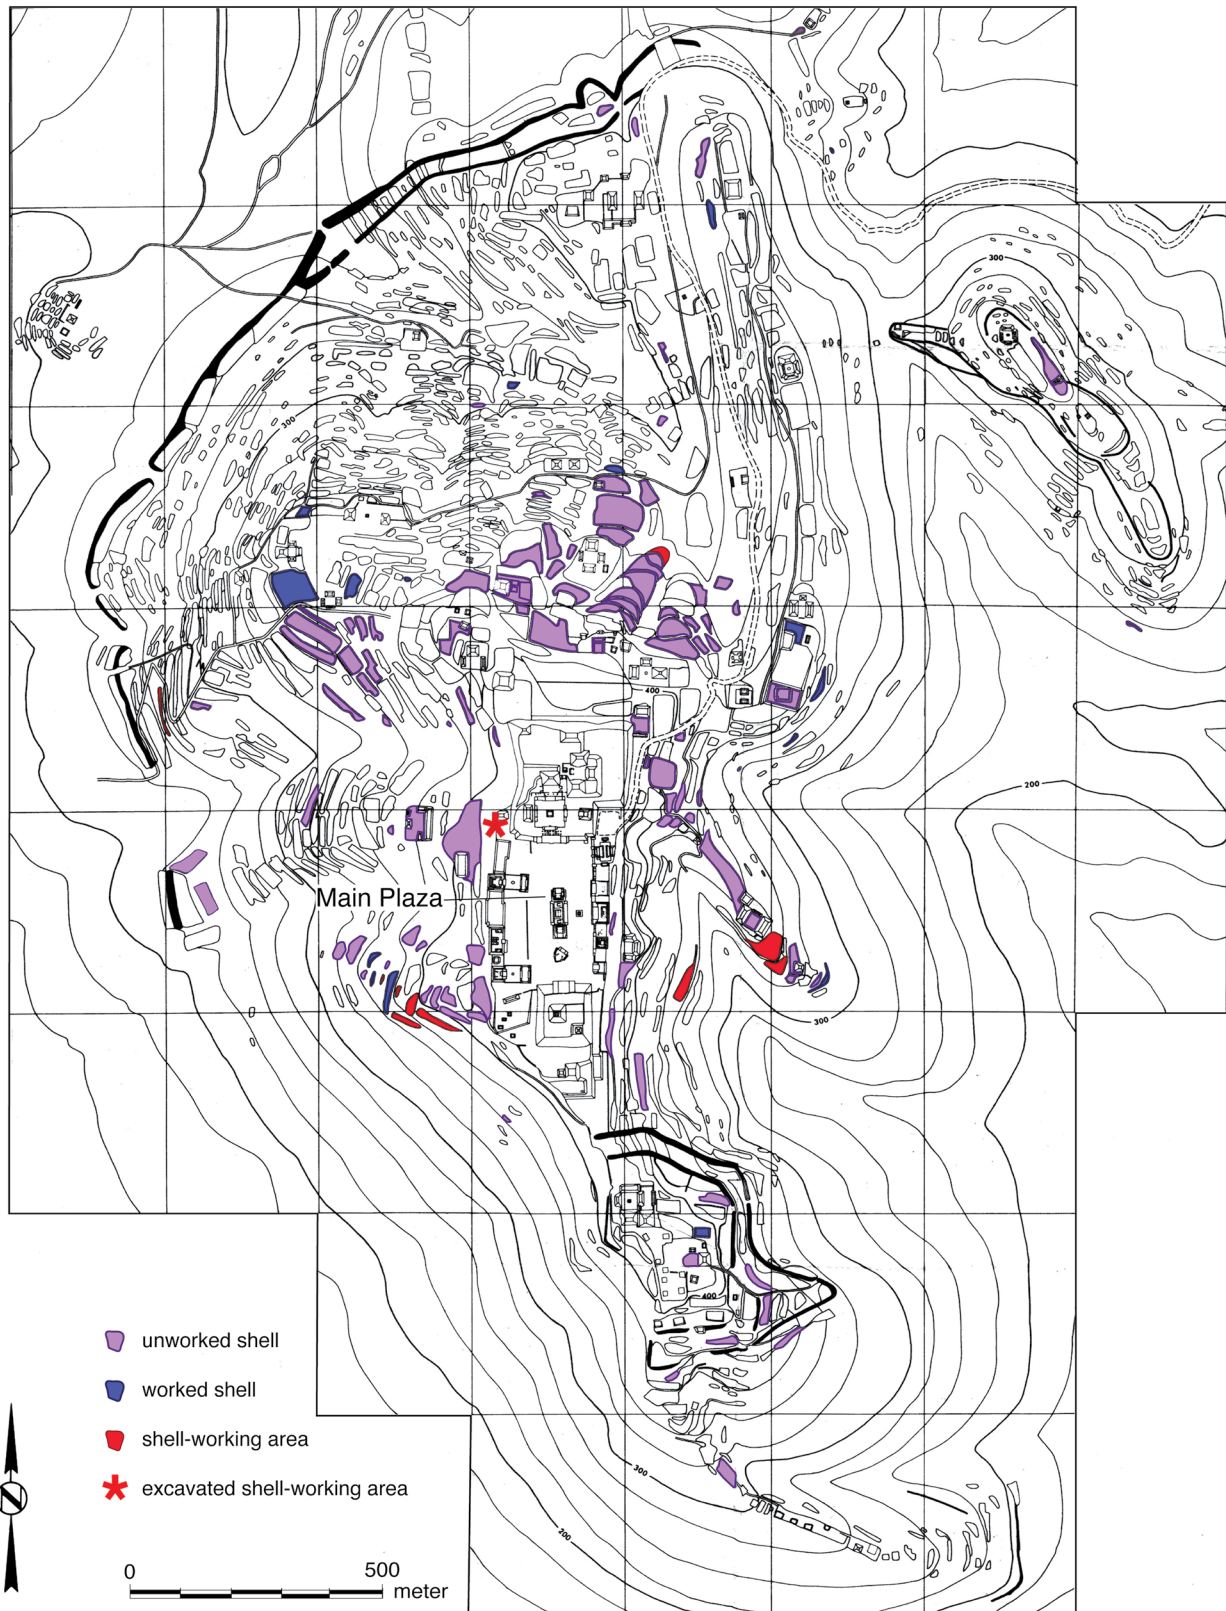 300
300
400
200
Main Plaza
300
400
unworked shell
worked shell
shell-working area
excavated shell-working area
300
200
0 500
meter